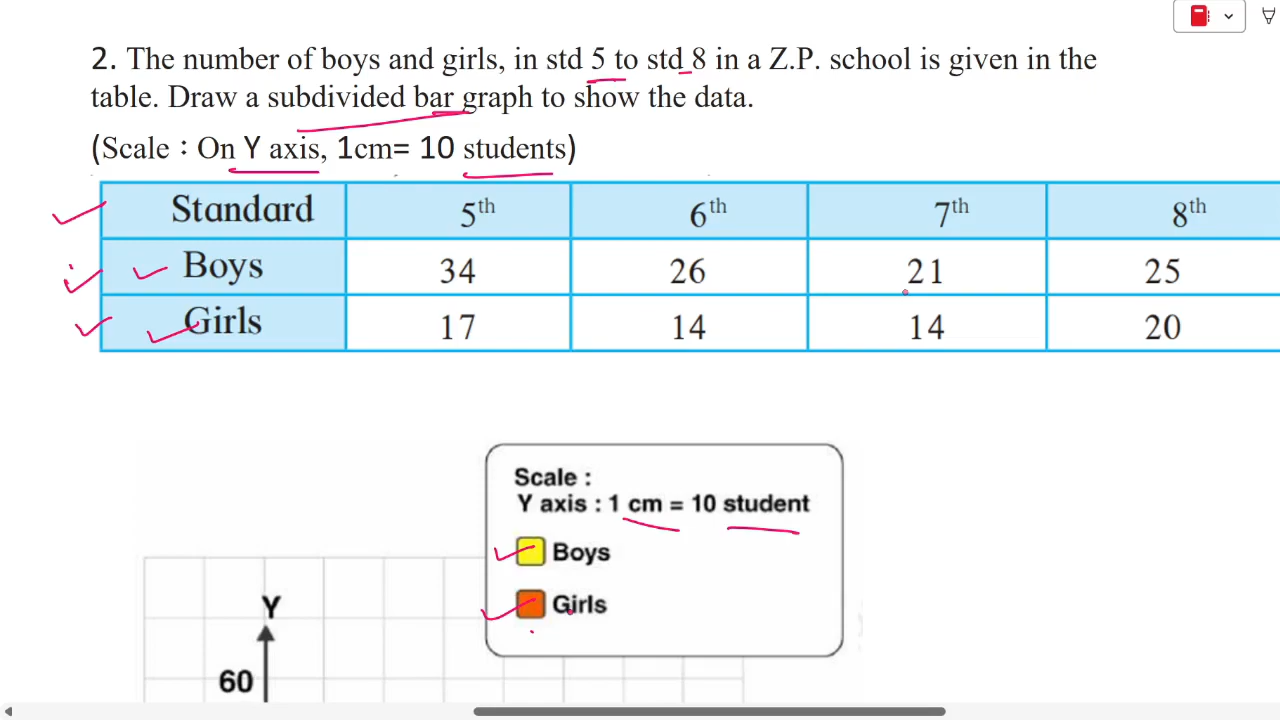 2. The number of boys and girls, in std 5 to std 8 in a Z.P. school is given in the
table. Draw a subdivided bar graph to show the data.
(Scale : On Y axis, 1cm= 10 students)
Standard 5th 6th 7th 8th
Boys 34 26 21 25
Girls 17 14 14 20
Scale :
Y axis : 1 cm = 10 student
Boys
Girls
Y
60